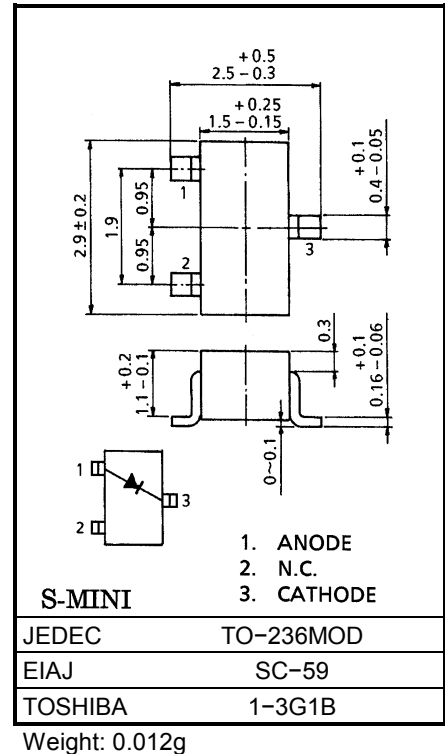 +0.5
2.5−0.3
+0.25
1.5−0.15
+0.1
0.4−0.05
2.9±0.2
1.9
0.95
0.95
1
2
3
+0.2
1.1−0.1
0.3
+0.1
0.16−0.06
0~0.1
1
2
3
1. ANODE
2. N.C.
3. CATHODE
S-MINI
JEDEC TO−236MOD
EIAJ SC−59
TOSHIBA 1−3G1B
Weight: 0.012g